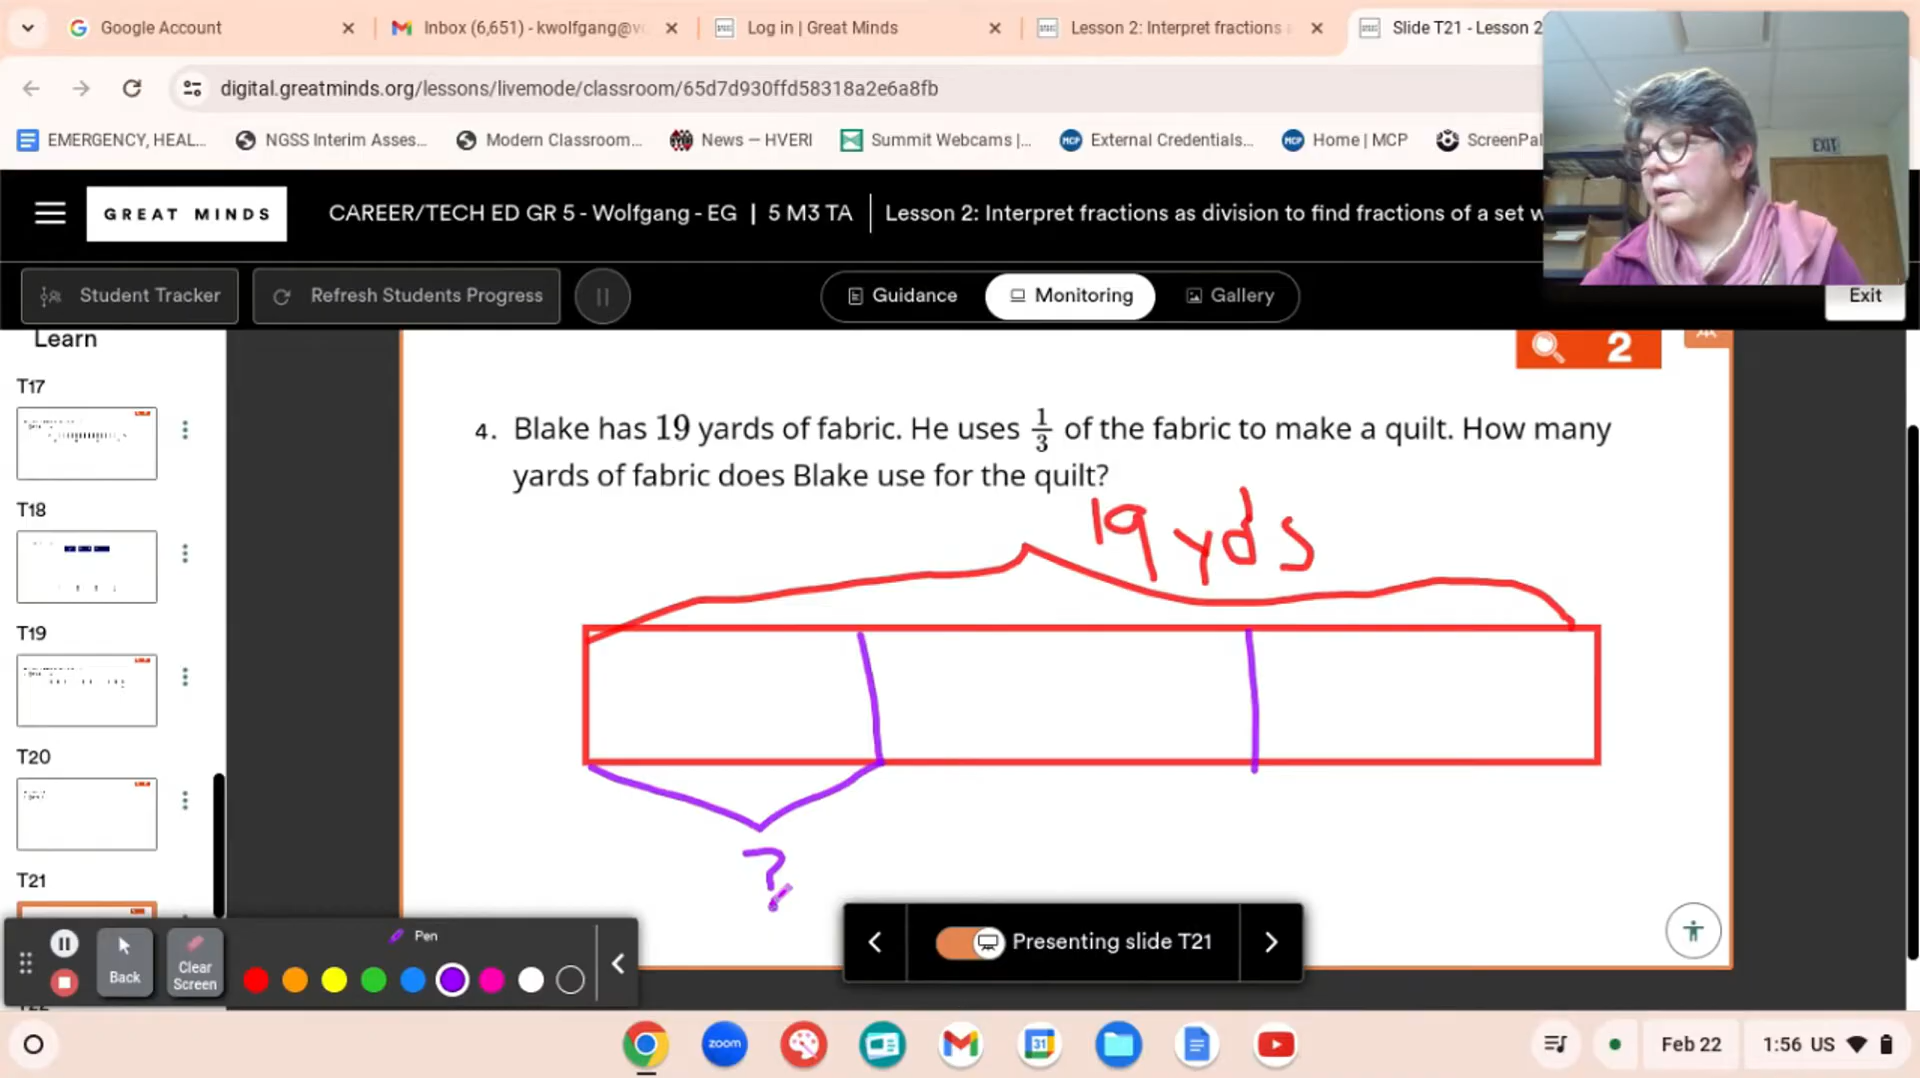 Google Account
Inbox (6,651) - kwolfgang@v
Log in | Great Minds
Lesson 2: Interpret fractions a
Slide T21 - Lesson 2
digital.greatminds.org/lessons/livemode/classroom/65d7d930ffd58318a2e6a8fb
EMERGENCY, HEAL...
NGSS Interim Asses...
Modern Classroom...
News — HVERI
Summit Webcams |...
External Credentials...
Home | MCP
ScreenPal
EXIT
GREAT MINDS
CAREER/TECH ED GR 5 - Wolfgang - EG | 5 M3 TA
Lesson 2: Interpret fractions as division to find fractions of a set w
Student Tracker
Refresh Students Progress
Guidance
Monitoring
Gallery
Exit
Learn
T17
T18
T19
T20
T21
2
4. Blake has 19 yards of fabric. He uses 1/3 of the fabric to make a quilt. How many
yards of fabric does Blake use for the quilt?
19 yds
?
Pen
Back
Clear
Screen
Presenting slide T21
zoom
31
Feb 22
1:56 US